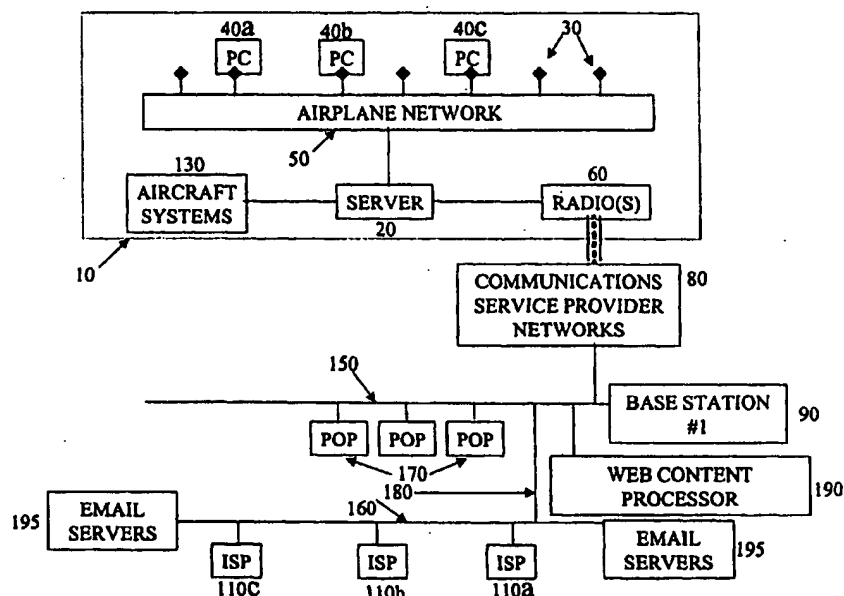 40a 40b 40c 30
PC PC PC
AIRPLANE NETWORK
50
130 60
AIRCRAFT SYSTEMS SERVER RADIO(S)
20
10
COMMUNICATIONS SERVICE PROVIDER NETWORKS 80
150
BASE STATION #1 90
POP POP POP
170
180
WEB CONTENT PROCESSOR 190
160
195 EMAIL SERVERS
EMAIL SERVERS 195
ISP ISP ISP
110c 110b 110a